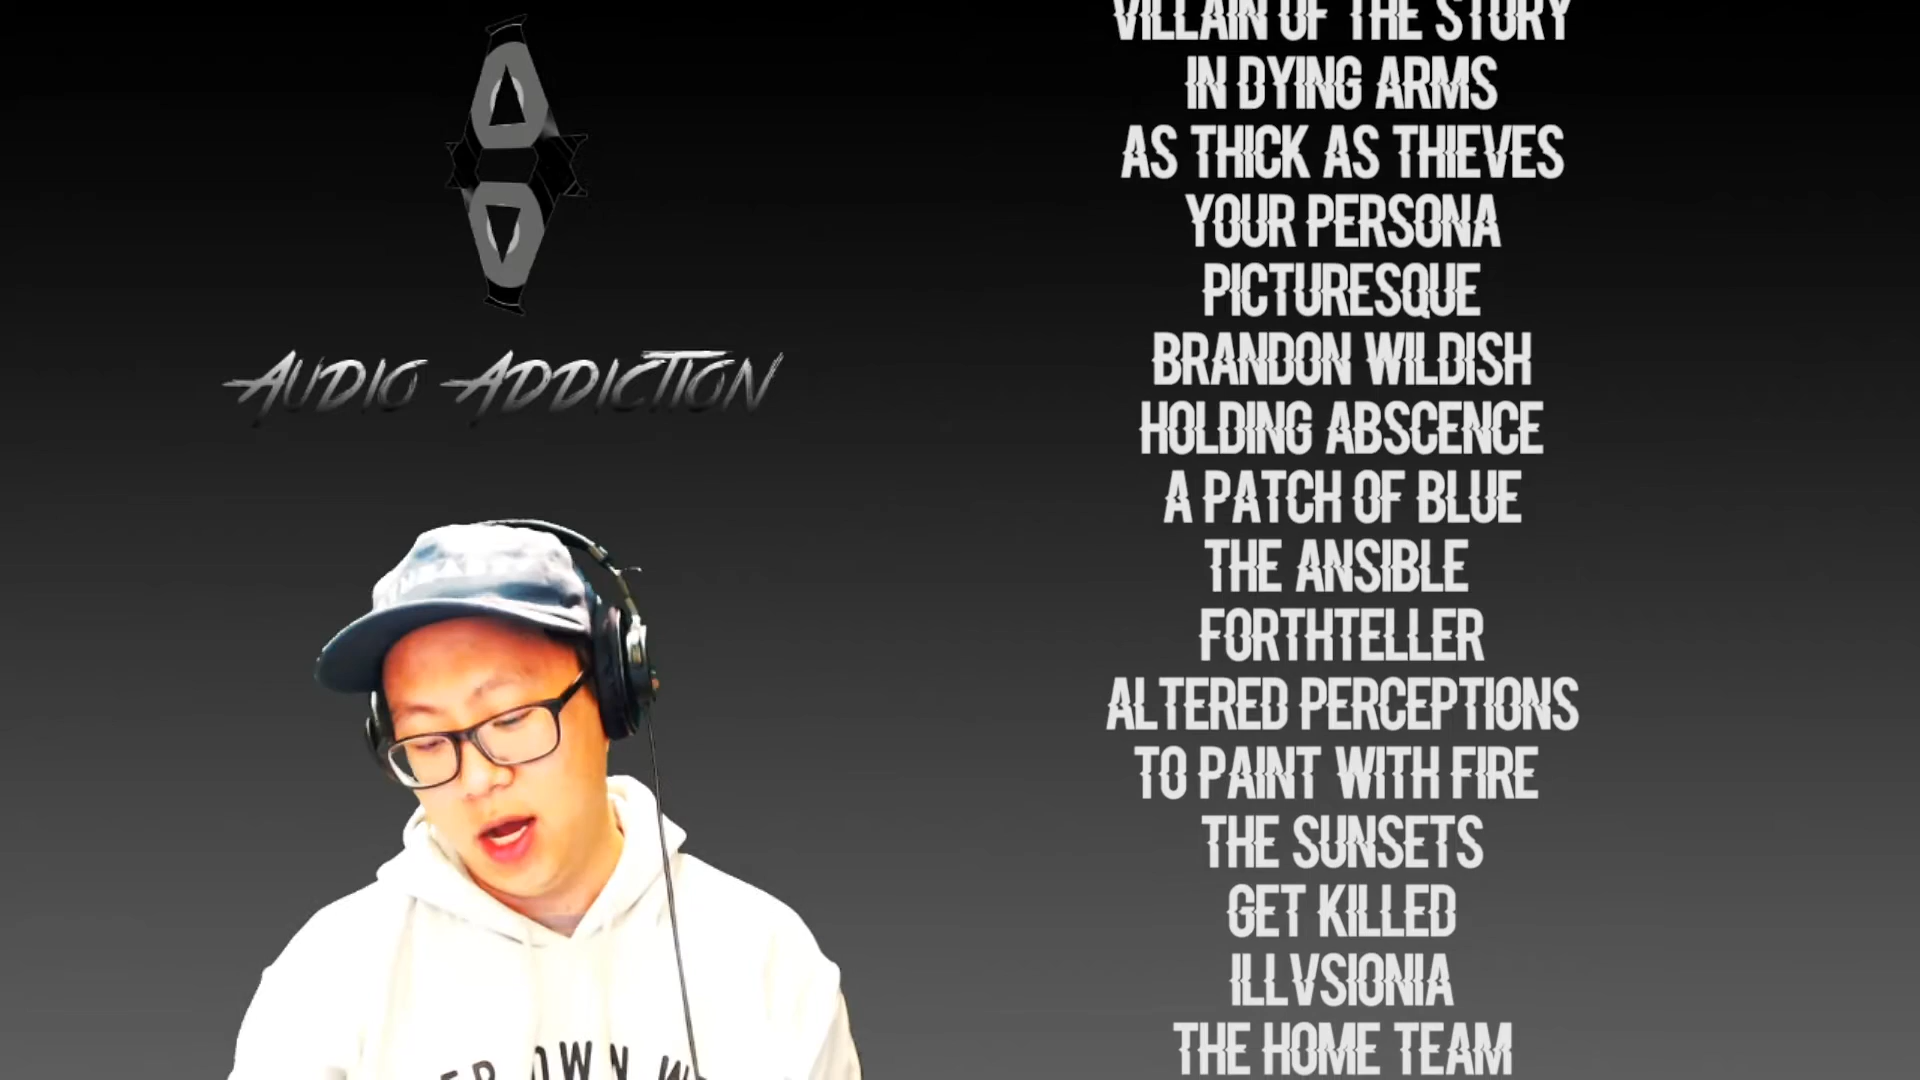 VILLAIN OF THE STORY
IN DYING ARMS
AS THICK AS THIEVES
YOUR PERSONA
PICTURESQUE
BRANDON WILDISH
HOLDING ABSCENCE
A PATCH OF BLUE
THE ANSIBLE
FORTHTELLER
ALTERED PERCEPTIONS
TO PAINT WITH FIRE
THE SUNSETS
GET KILLED
ILLVSIONIA
THE HOME TEAM
AUDIO ADDICTION
OWN